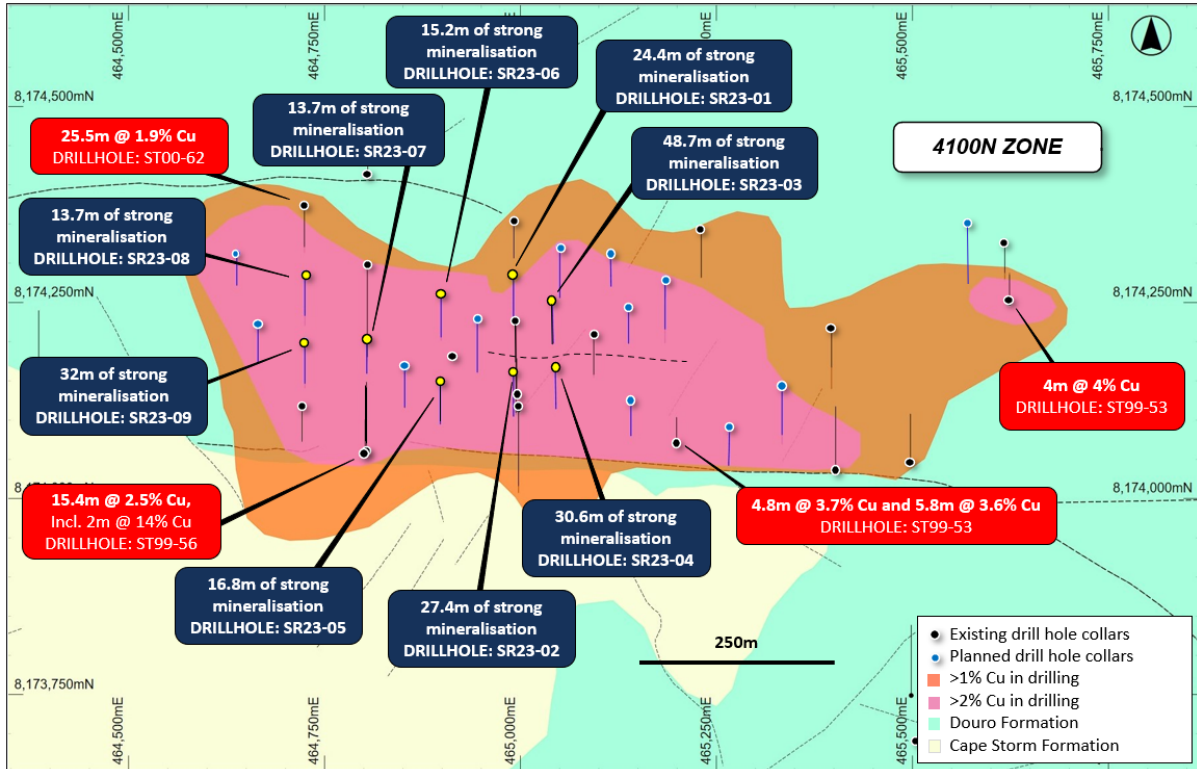 464,500mE
464,750mE
465,500mE
465,750mE
15.2m of strong
mineralisation
DRILLHOLE: SR23-06
24.4m of strong
mineralisation
DRILLHOLE: SR23-01
8,174,500mN
8,174,500mN
13.7m of strong
mineralisation
DRILLHOLE: SR23-07
25.5m @ 1.9% Cu
DRILLHOLE: ST00-62
48.7m of strong
mineralisation
DRILLHOLE: SR23-03
4100N ZONE
13.7m of strong
mineralisation
DRILLHOLE: SR23-08
8,174,250mN
8,174,250mN
32m of strong
mineralisation
DRILLHOLE: SR23-09
4m @ 4% Cu
DRILLHOLE: ST99-53
15.4m @ 2.5% Cu,
Incl. 2m @ 14% Cu
DRILLHOLE: ST99-56
4.8m @ 3.7% Cu and 5.8m @ 3.6% Cu
DRILLHOLE: ST99-53
8,174,000mN
30.6m of strong
mineralisation
DRILLHOLE: SR23-04
16.8m of strong
mineralisation
DRILLHOLE: SR23-05
27.4m of strong
mineralisation
DRILLHOLE: SR23-02
250m
Existing drill hole collars
Planned drill hole collars
>1% Cu in drilling
>2% Cu in drilling
Douro Formation
Cape Storm Formation
8,173,750mN
464,500mE
464,750mE
465,000mE
465,250mE
465,500mE